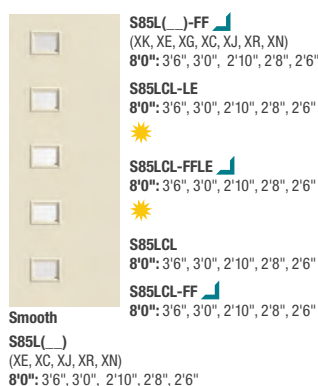 S85L(__)-FF
(XK, XE, XG, XC, XJ, XR, XN)
8'0": 3'6", 3'0",  2'10", 2'8", 2'6"
S85LCL-LE
8'0": 3'6", 3'0", 2'10", 2'8", 2'6"
S85LCL-FFLE
8'0": 3'6", 3'0", 2'10", 2'8", 2'6"
S85LCL
8'0": 3'6", 3'0", 2'10", 2'8", 2'6"
S85LCL-FF
8'0": 3'6", 3'0", 2'10", 2'8", 2'6"
Smooth
S85L(__)
(XE, XC, XJ, XR, XN)
8'0": 3'6", 3'0",  2'10", 2'8", 2'6"